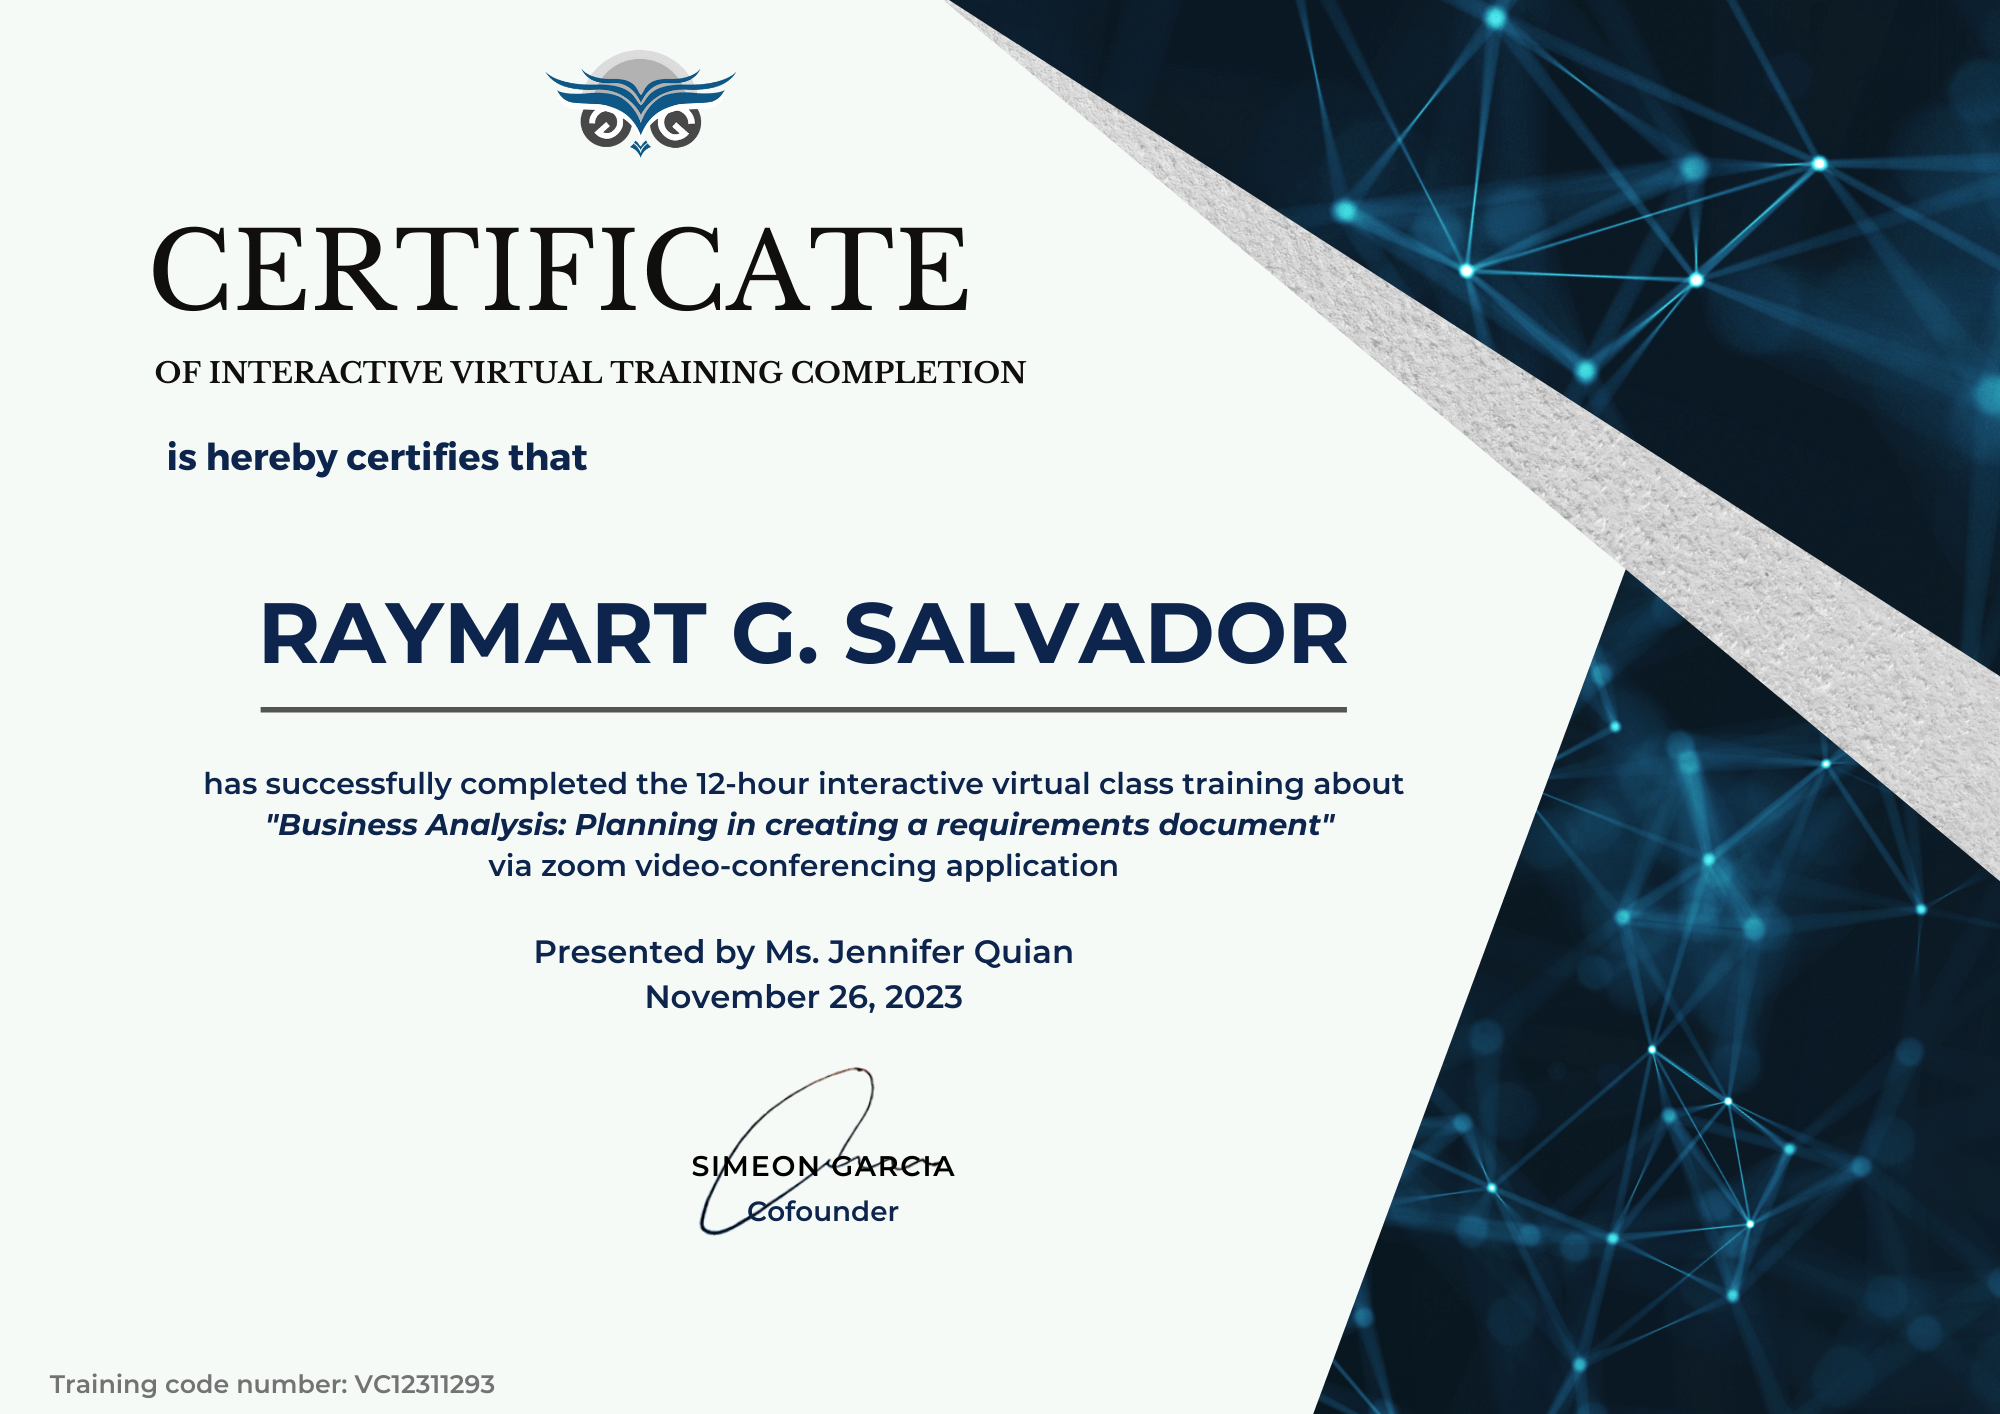 CERTIFICATE
OF INTERACTIVE VIRTUAL TRAINING COMPLETION
is hereby certifies that
RAYMART G. SALVADOR
has successfully completed the 12-hour interactive virtual class training about
"Business Analysis: Planning in creating a requirements document"
via zoom video-conferencing application
Presented by Ms. Jennifer Quian
November 26, 2023
SIMEON GARCIA
Cofounder
Training code number: VC12311293